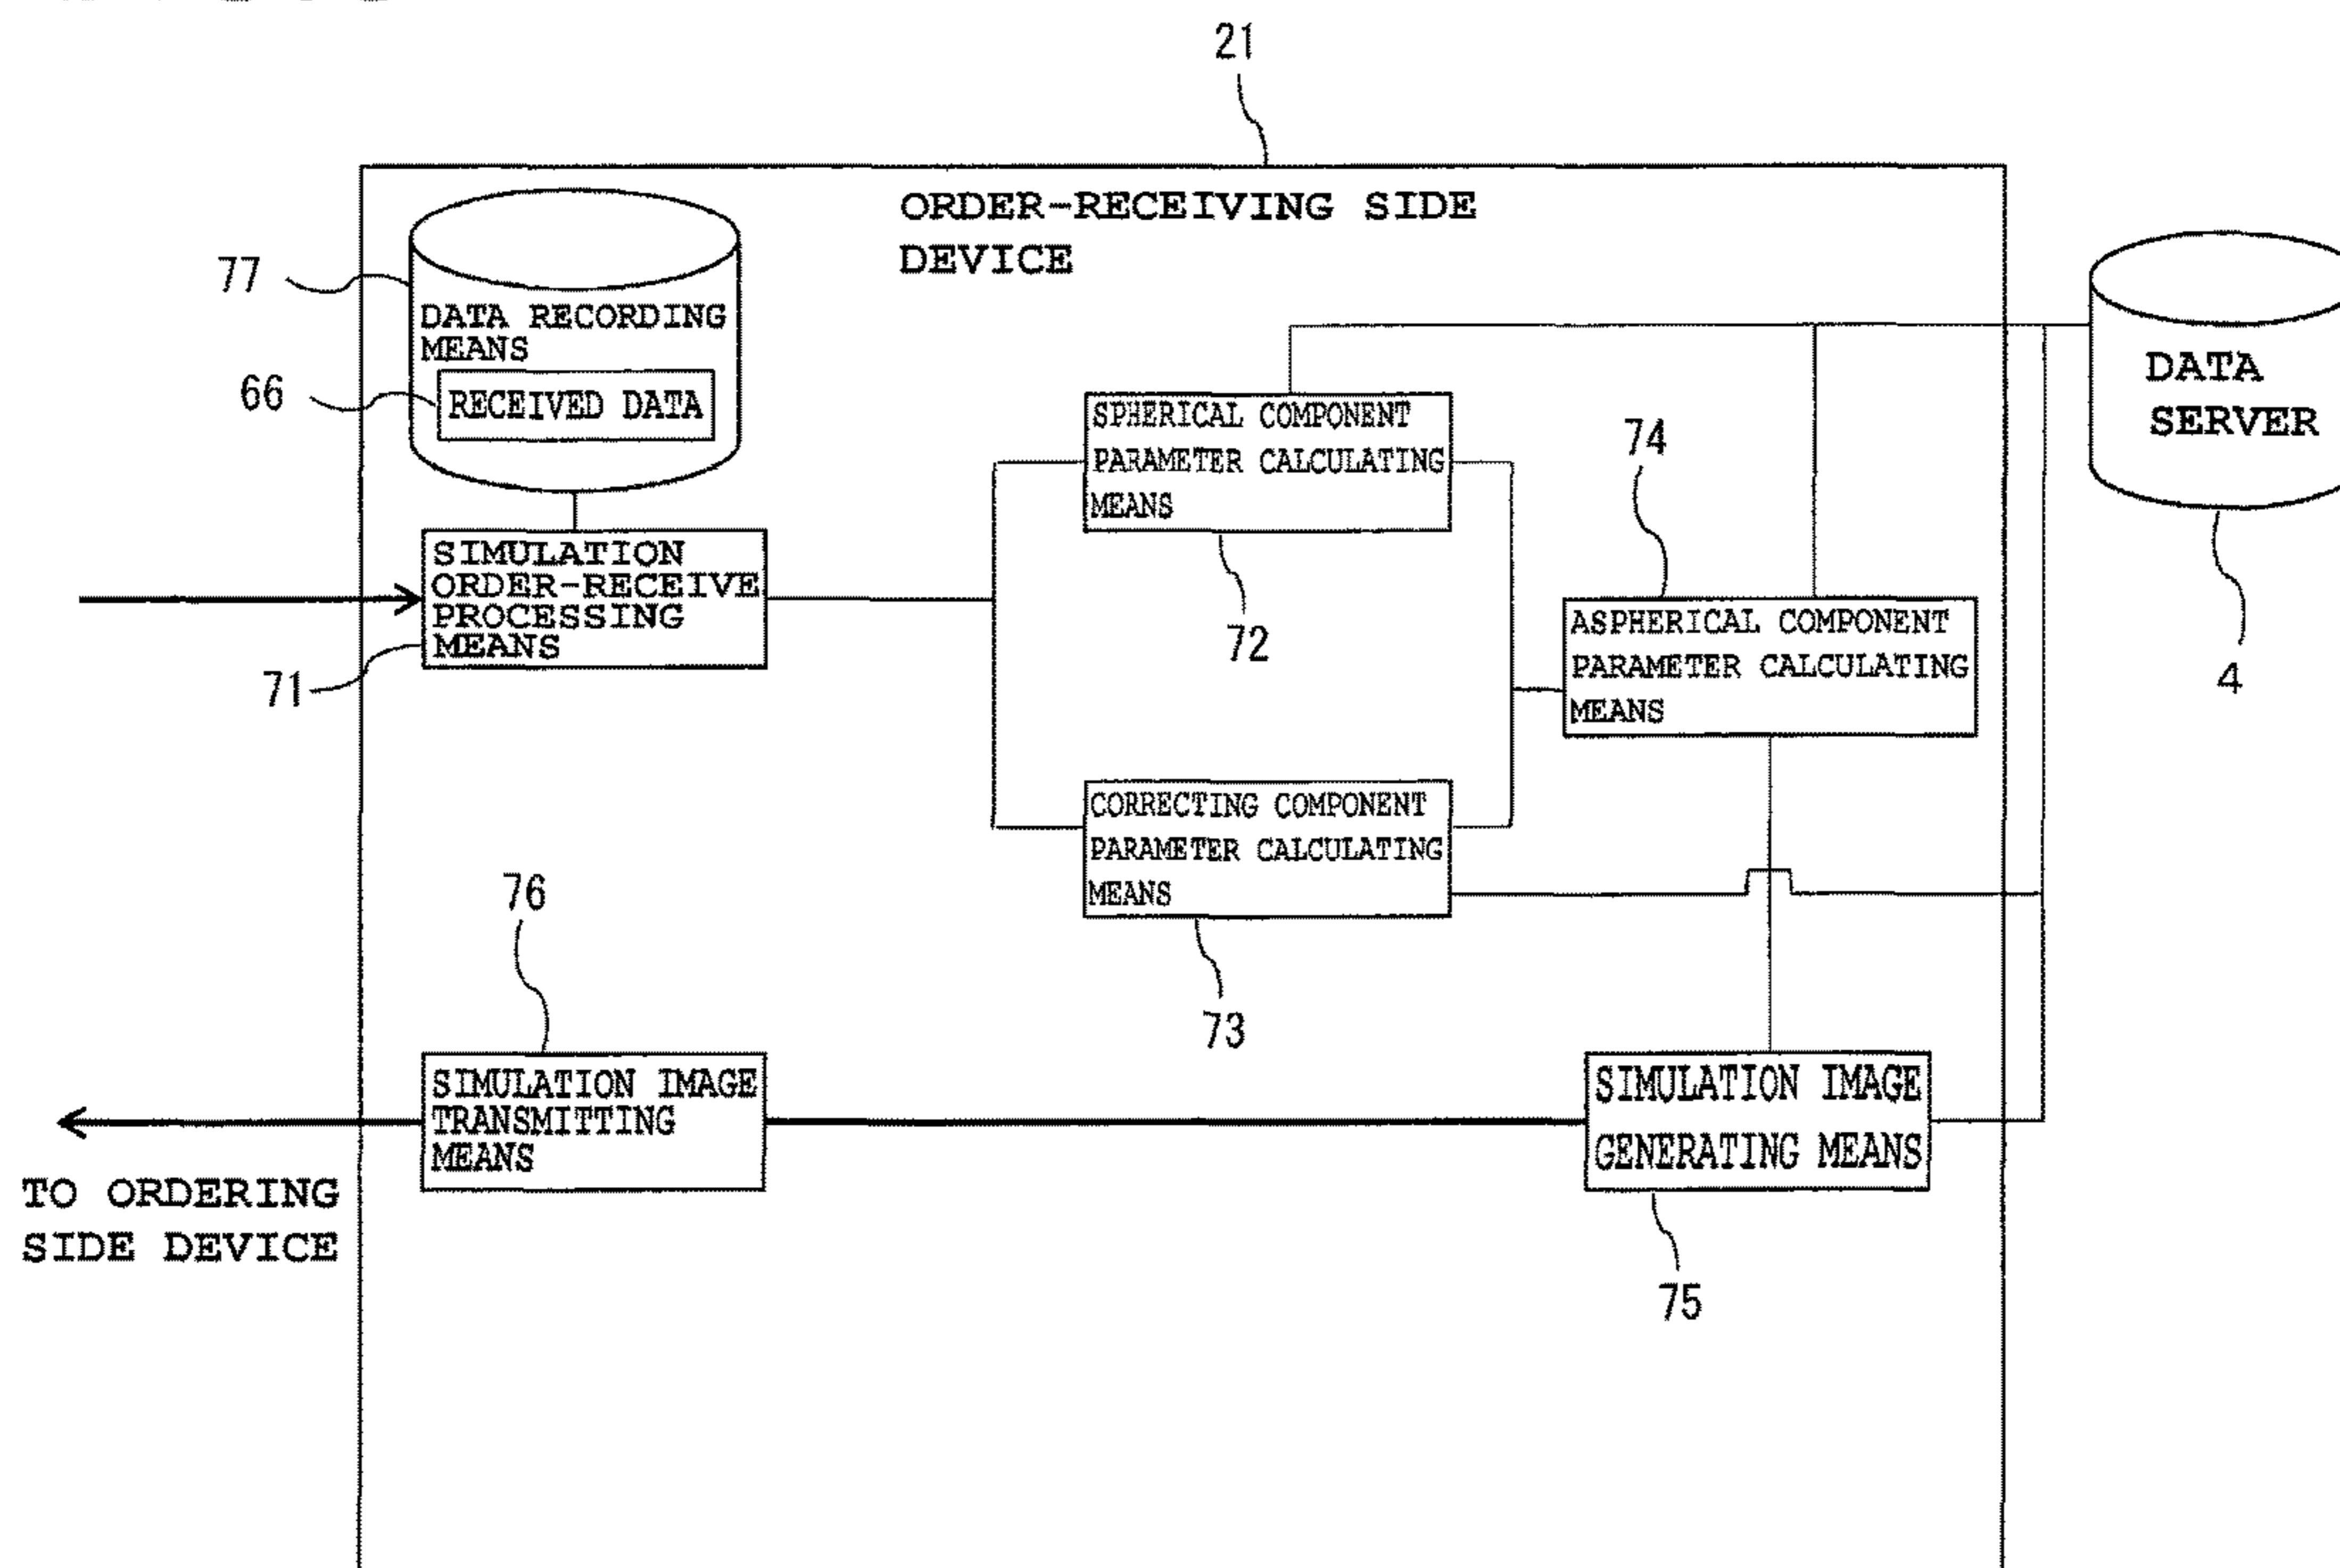 21
ORDER-RECEIVING SIDE
DEVICE
77
DATA RECORDING
MEANS
66
RECEIVED DATA
DATA
SERVER
4
SPHERICAL COMPONENT
PARAMETER CALCULATING
MEANS
72
74
SIMULATION
ORDER-RECEIVE
PROCESSING
MEANS
71
ASPHERICAL COMPONENT
PARAMETER CALCULATING
MEANS
CORRECTING COMPONENT
PARAMETER CALCULATING
MEANS
73
76
SIMULATION IMAGE
TRANSMITTING
MEANS
SIMULATION IMAGE
GENERATING MEANS
75
TO ORDERING
SIDE DEVICE